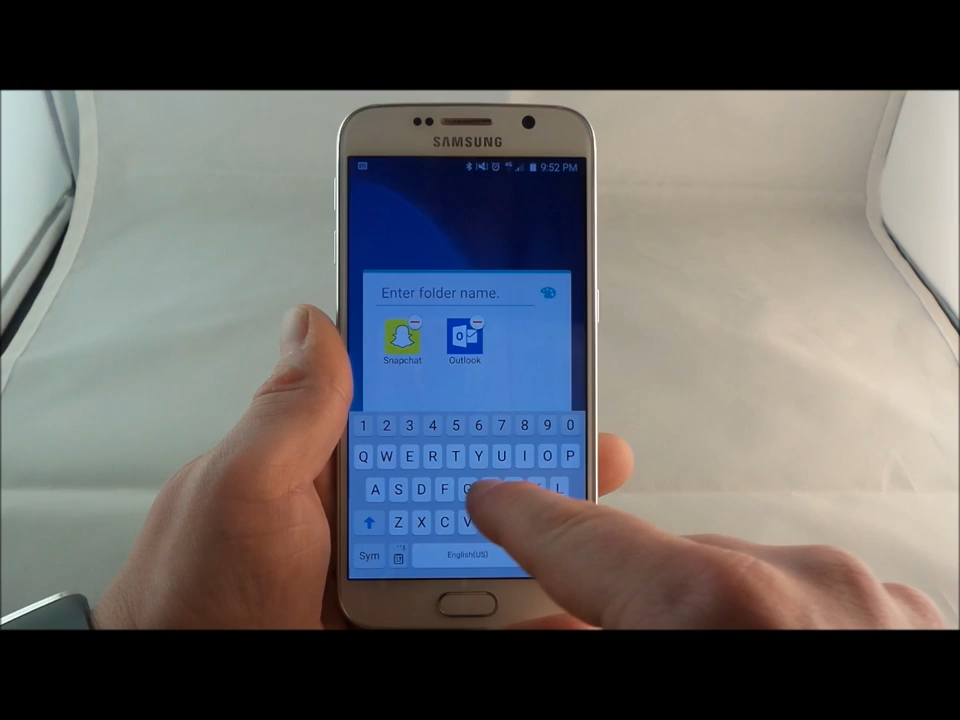 SAMSUNG
4G 9:52 PM
Enter folder name.
Snapchat Outlook
1 2 3 4 5 6 7 8 9 0
Q W E R T Y U I O P
A S D F G L
Z X C V
Sym English(US)